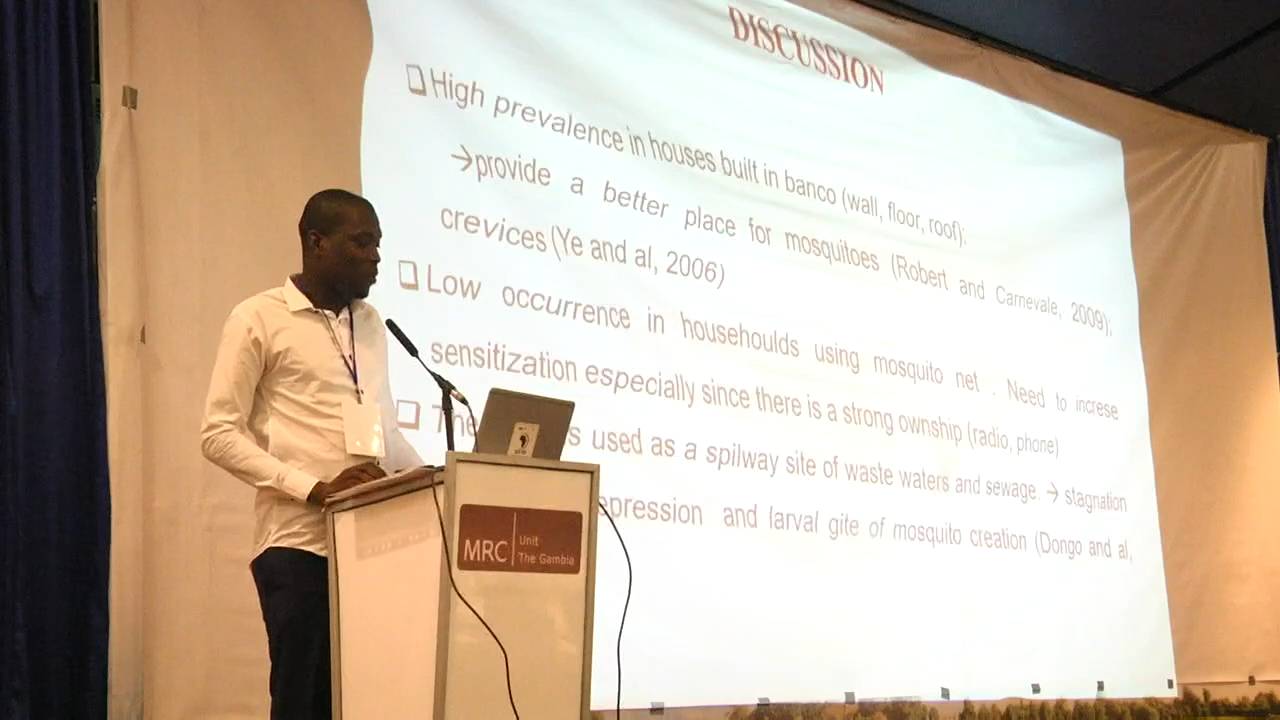 DISCUSSION
❑High prevalence in houses built in banco (wall, floor, roof);
→provide a better place for mosquitoes (Robert and Carnevale, 2009);
crevices (Ye and al, 2006)
❑Low occurrence in househoulds using mosquito net . Need to increse
sensitization especially since there is a strong ownship (radio, phone)
❑ used as a spilway site of waste waters and sewage. → stagnation
and larval gite of mosquito creation (Dongo and al,
MRC
Unit
The Gambia